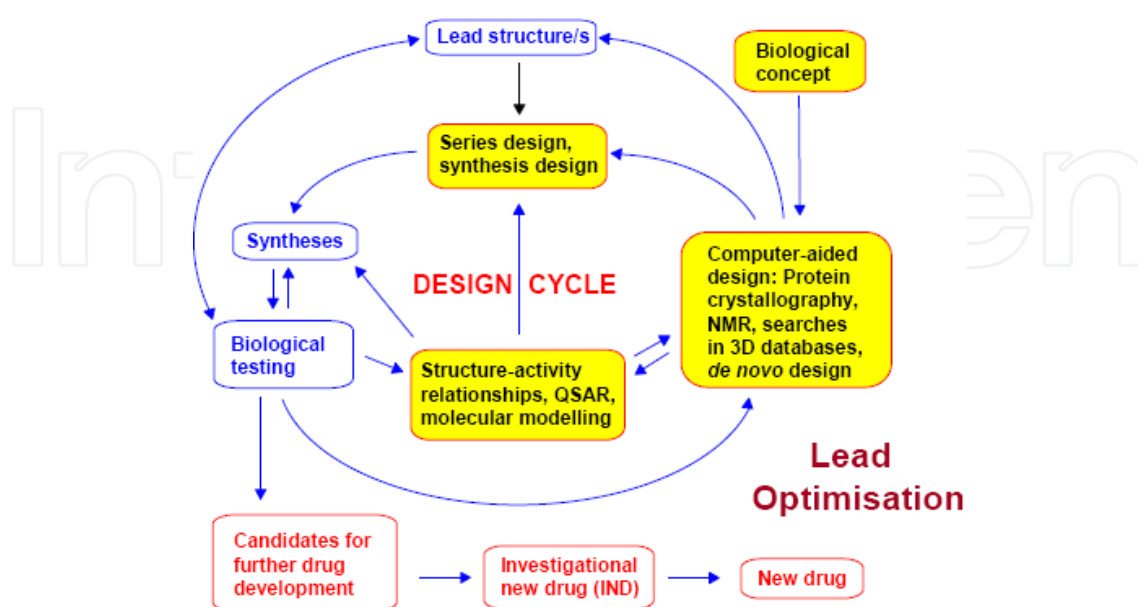 Lead structure/s
Biological
concept
Series design,
synthesis design
Syntheses
DESIGN CYCLE
Computer-aided
design: Protein
crystallography,
NMR, searches
in 3D databases,
de novo design
Biological
testing
Structure-activity
relationships, QSAR,
molecular modelling
Lead
Optimisation
Candidates for
further drug
development
Investigational
new drug (IND)
New drug